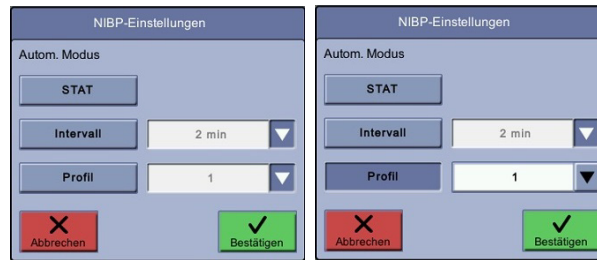 NIBP-Einstellungen
Autom. Modus
STAT
Intervall 2 min
Profil 1
Abbrechen Bestätigen
NIBP-Einstellungen
Autom. Modus
STAT
Intervall 2 min
Profil 1
Abbrechen Bestätigen